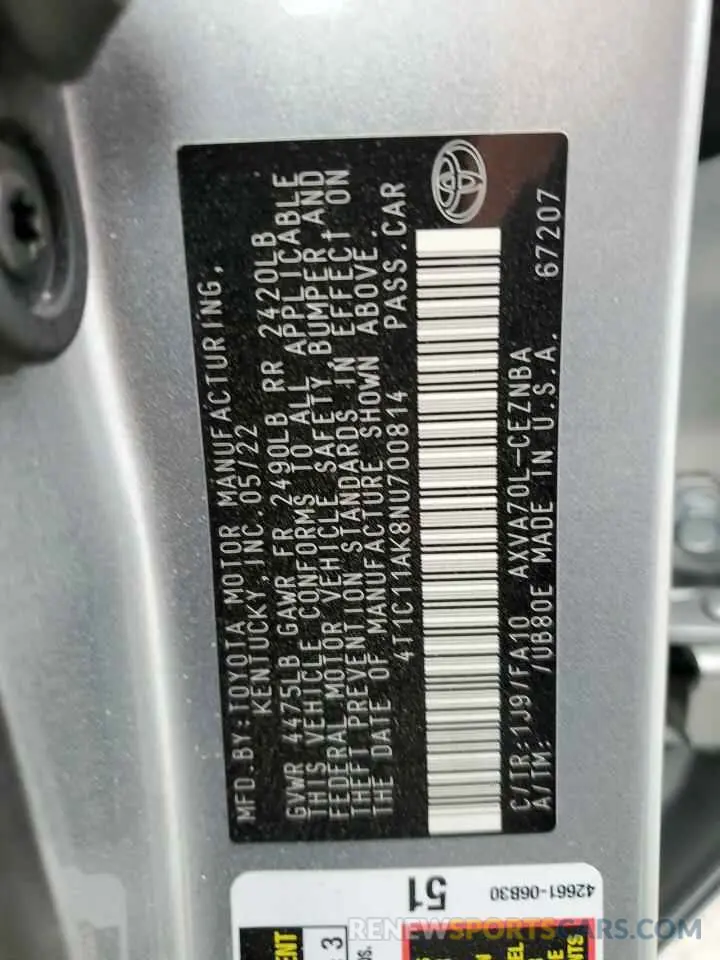 MFD.BY:TOYOTA MOTOR MANUFACTURING,
KENTUCKY, INC. 05/22
GVWR 4475LB GAWR FR 2490LB RR 2420LB
THIS VEHICLE CONFORMS TO ALL APPLICABLE
FEDERAL MOTOR VEHICLE SAFETY, BUMPER AND
THEFT PREVENTION STANDARDS IN EFFECT ON
THE DATE OF MANUFACTURE SHOWN ABOVE.
4T1C11AK8NU700814 PASS.CAR
C/TR:1J9/FA10 AXVA70L-CEZNBA
A/TM: /UB80E MADE IN U.S.A. 67207
51
42661-06B30
3
RENEWSPORTSCARS.COM